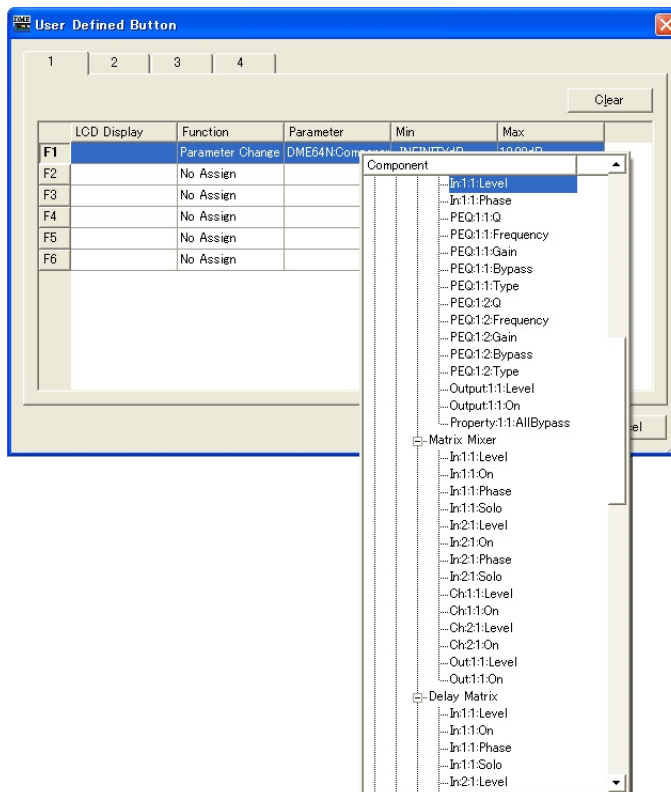 DME User Defined Button
1 2 3 4
Clear
LCD Display Function Parameter Min Max
F1 Parameter Change DME64N:Componer -INFINITYdB 10.00dB
F2 No Assign
F3 No Assign
F4 No Assign
F5 No Assign
F6 No Assign
Component
In:1:1:Level
In:1:1:Phase
PEQ:1:1:Q
PEQ:1:1:Frequency
PEQ:1:1:Gain
PEQ:1:1:Bypass
PEQ:1:1:Type
PEQ:1:2:Q
PEQ:1:2:Frequency
PEQ:1:2:Gain
PEQ:1:2:Bypass
PEQ:1:2:Type
Output:1:1:Level
Output:1:1:On
Property:1:1:AllBypass
Matrix Mixer
In:1:1:Level
In:1:1:On
In:1:1:Phase
In:1:1:Solo
In:2:1:Level
In:2:1:On
In:2:1:Phase
In:2:1:Solo
Ch:1:1:Level
Ch:1:1:On
Ch:2:1:Level
Ch:2:1:On
Out:1:1:Level
Out:1:1:On
Delay Matrix
In:1:1:Level
In:1:1:On
In:1:1:Phase
In:1:1:Solo
In:2:1:Level